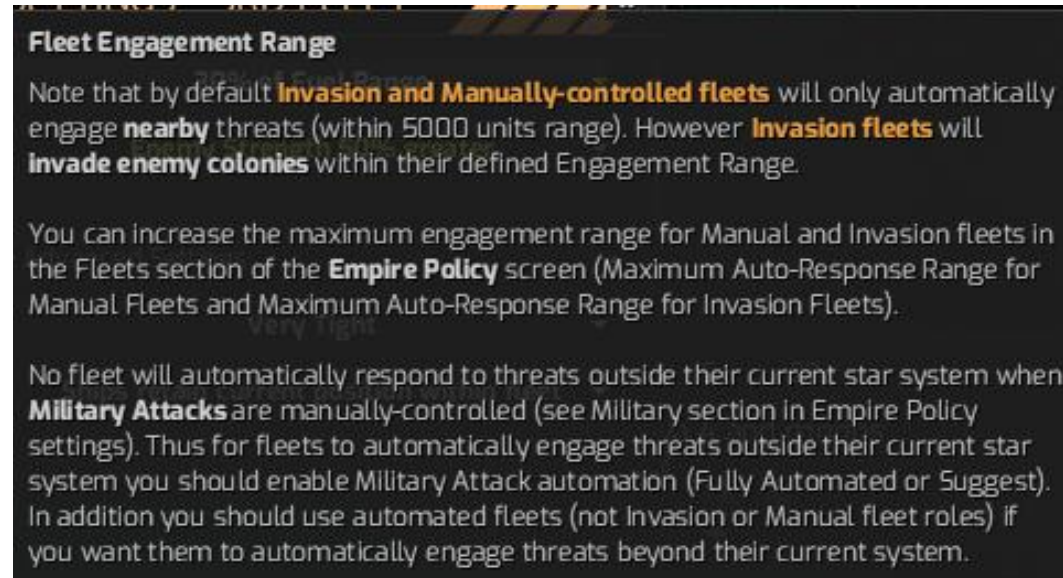 Fleet Engagement Range
Note that by default Invasion and Manually-controlled fleets will only automatically
engage nearby threats (within 5000 units range). However Invasion fleets will
invade enemy colonies within their defined Engagement Range.
You can increase the maximum engagement range for Manual and Invasion fleets in
the Fleets section of the Empire Policy screen (Maximum Auto-Response Range for
Manual Fleets and Maximum Auto-Response Range for Invasion Fleets).
Very Tight
No fleet will automatically respond to threats outside their current star system when
Military Attacks are manually-controlled (see Military section in Empire Policy
settings). Thus for fleets to automatically engage threats outside their current star
system you should enable Military Attack automation (Fully Automated or Suggest).
In addition you should use automated fleets (not Invasion or Manual fleet roles) if
you want them to automatically engage threats beyond their current system.